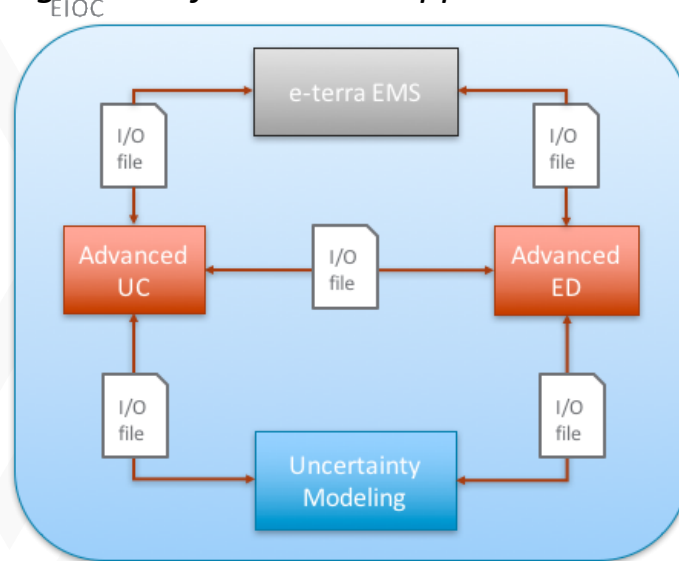 EIOC
e-terra EMS
I/O
file
I/O
file
Advanced
UC
I/O
file
Advanced
ED
I/O
file
I/O
file
Uncertainty
Modeling